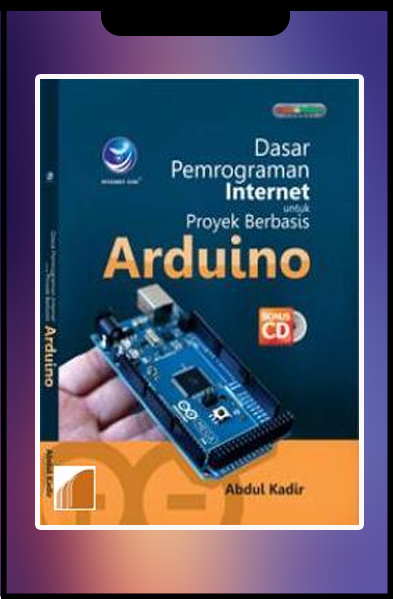 Dasar
Pemrograman
Internet
untuk
Proyek Berbasis
Arduino
BONUS
CD
Abdul Kadir
Dasar Pemrograman Internet
untuk Proyek Berbasis
Arduino
Abdul Kadir